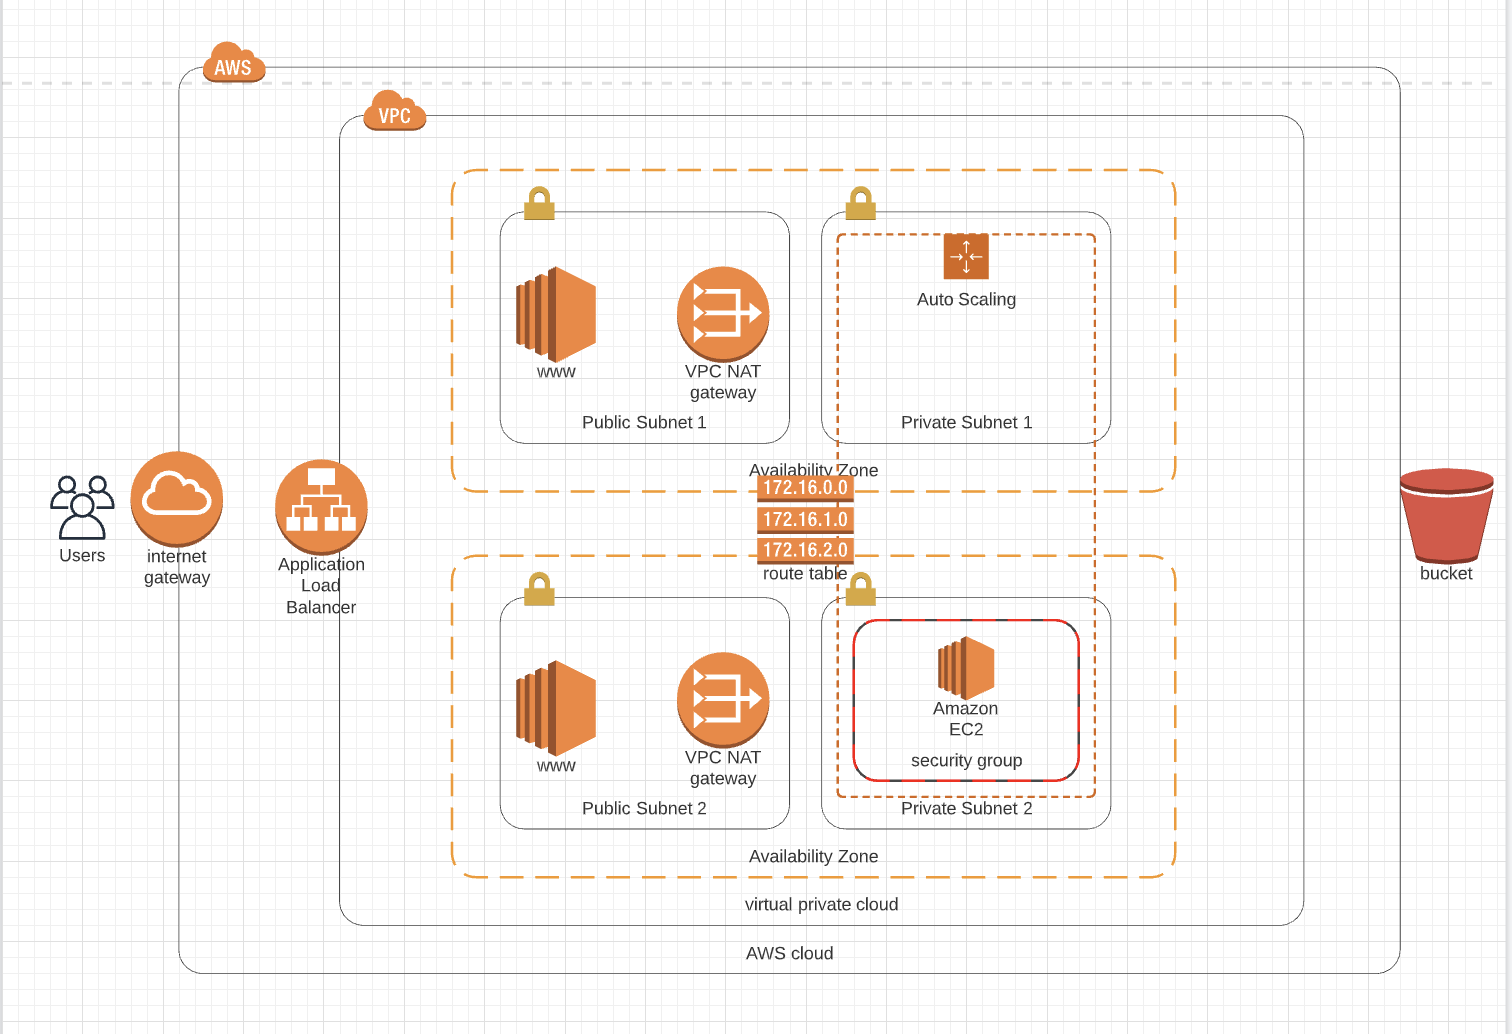 AWS
VPC
Auto Scaling
www
VPC NAT
gateway
Public Subnet 1
Private Subnet 1
Availability Zone
172.16.0.0
172.16.1.0
172.16.2.0
route table
Users
internet
gateway
Application
Load
Balancer
bucket
Amazon
EC2
security group
www
VPC NAT
gateway
Public Subnet 2
Private Subnet 2
Availability Zone
virtual private cloud
AWS cloud